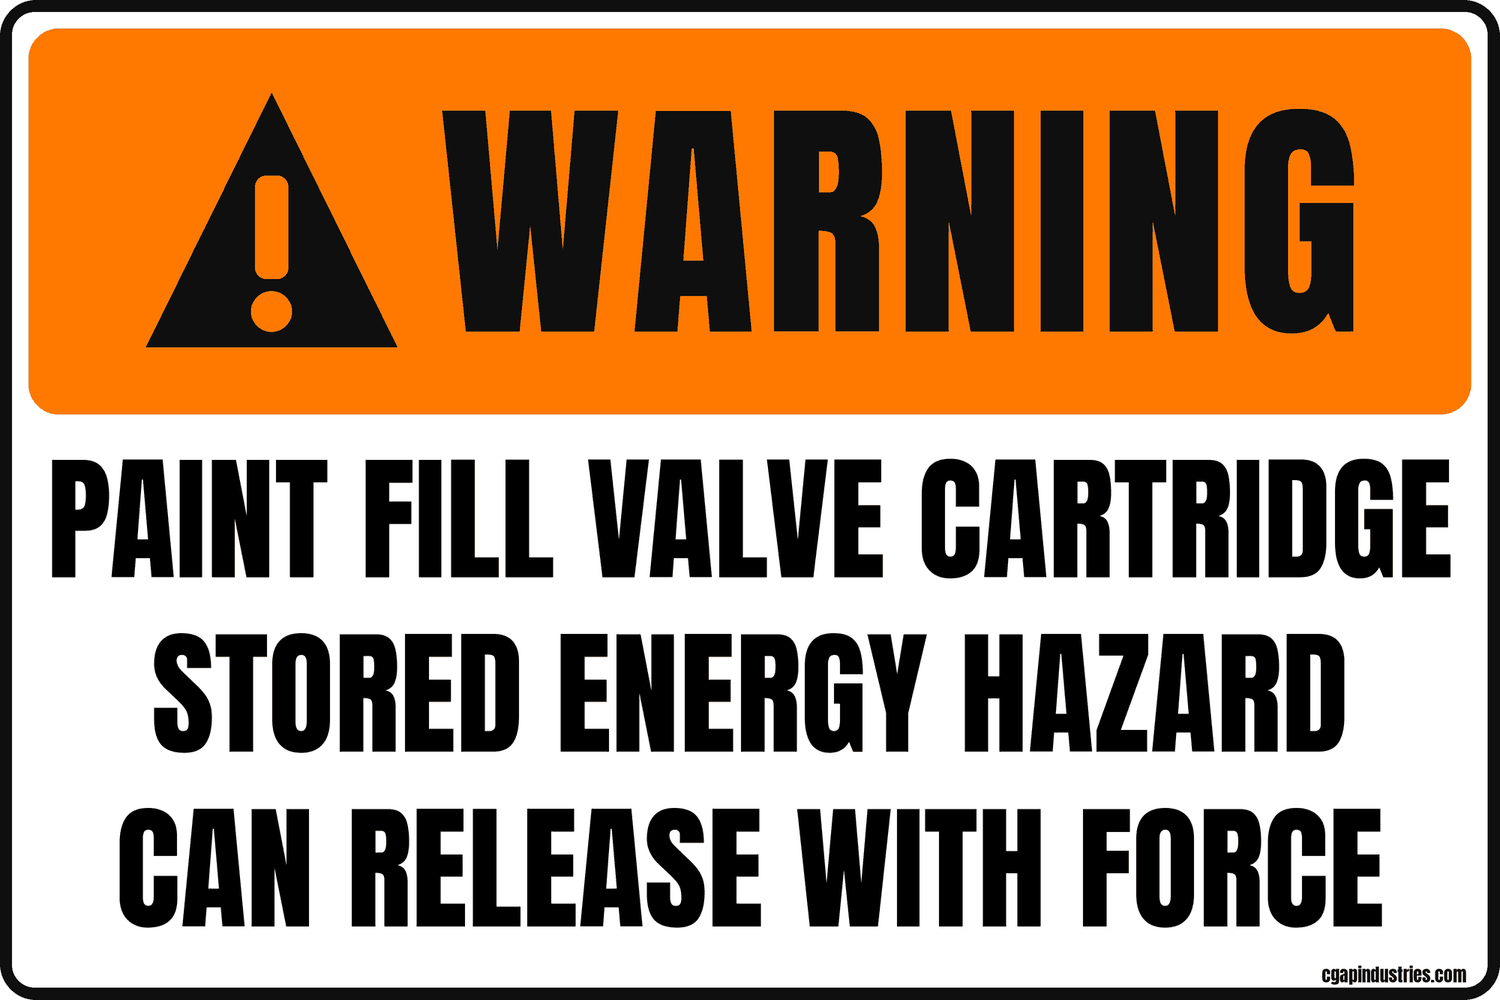 WARNING
PAINT FILL VALVE CARTRIDGE
STORED ENERGY HAZARD
CAN RELEASE WITH FORCE
cgapindustries.com